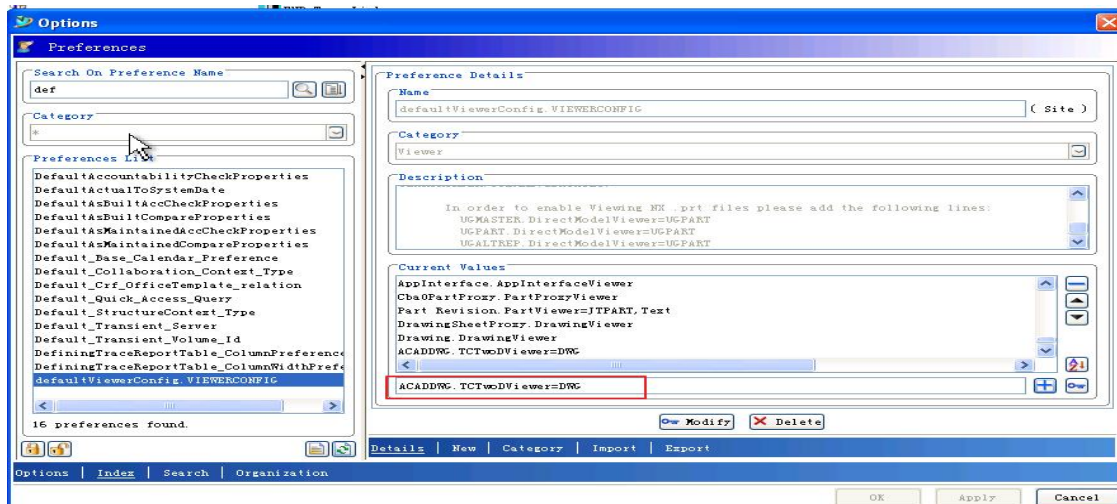 Options
Preferences
Search On Preference Name
def
Category
*
Preferences List
DefaultAccountabilityCheckProperties
DefaultActualToSystemDate
DefaultAsBuiltAccCheckProperties
DefaultAsBuiltCompareProperties
DefaultAsMaintainedAccCheckProperties
DefaultAsMaintainedCompareProperties
Default_Base_Calendar_Preference
Default_Collaboration_Context_Type
Default_Crf_OfficeTemplate_relation
Default_Quick_Access_Query
Default_StructureContext_Type
Default_Transient_Server
Default_Transient_Volume_Id
DefiningTraceReportTable_ColumnPreference
DefiningTraceReportTable_ColumnWidthPrefe
defaultViewerConfig.VIEWERCONFIG
16 preferences found.
Preference Details
Name
defaultViewerConfig.VIEWERCONFIG
( Site )
Category
Viewer
Description
In order to enable Viewing NX .prt files please add the following lines:
UGMASTER.DirectModelViewer=UGPART
UGPART.DirectModelViewer=UGPART
UGALTREP.DirectModelViewer=UGPART
Current Values
AppInterface.AppInterfaceViewer
Cba0PartProxy.PartProxyViewer
Part Revision.PartViewer=JTPART,Text
DrawingSheetProxy.DrawingViewer
Drawing.DrawingViewer
ACADDWG.TCTwoDViewer=DWG
ACADDWG.TCTwoDViewer=DWG
Modify Delete
Details | New | Category | Import | Export
Options | Index | Search | Organization
OK Apply Cancel